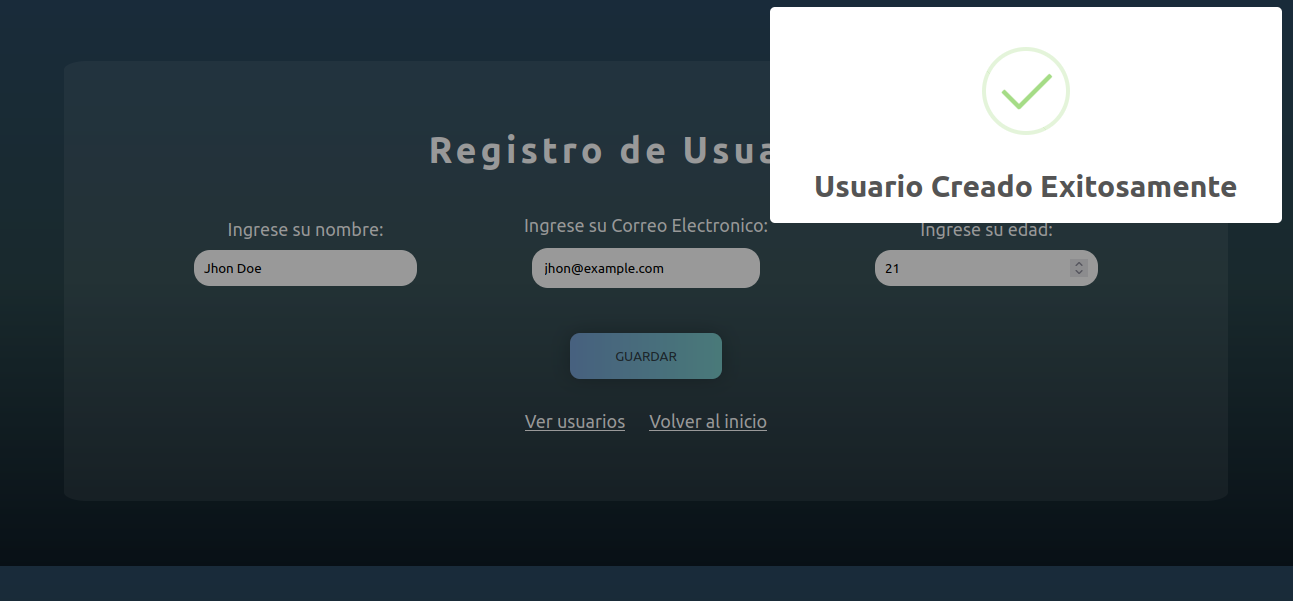 Usuario Creado Exitosamente
Registro de Usua
Ingrese su nombre:
Ingrese su Correo Electronico:
Ingrese su edad:
Jhon Doe
jhon@example.com
21
GUARDAR
Ver usuarios
Volver al inicio